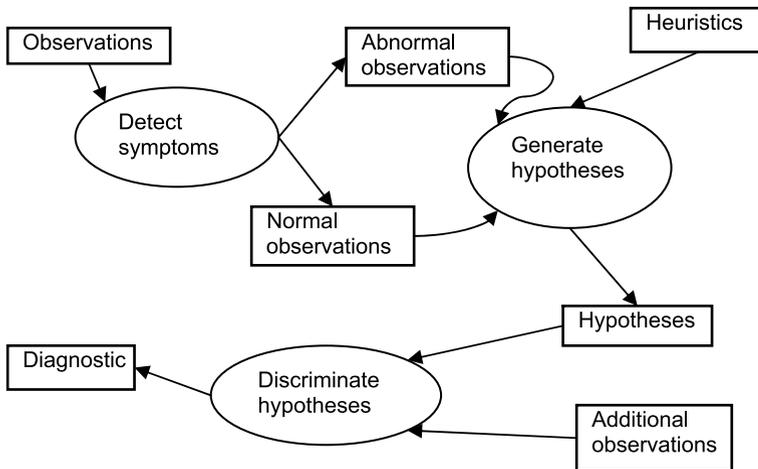 Observations
Abnormal
observations
Heuristics
Detect
symptoms
Generate
hypotheses
Normal
observations
Hypotheses
Diagnostic
Discriminate
hypotheses
Additional
observations